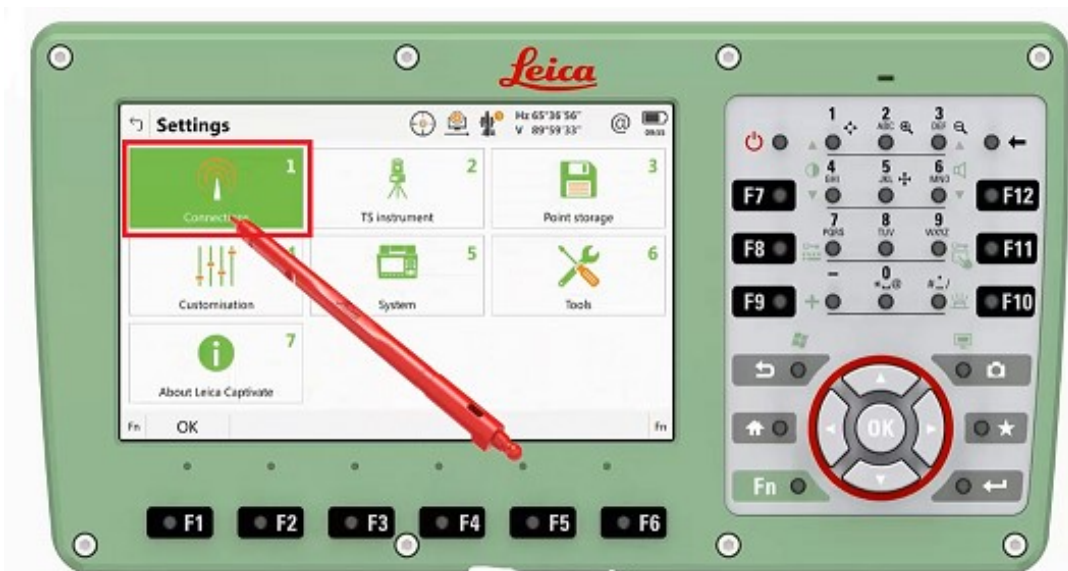 Leica
Settings
Hz 65°36'56"
V 89°59'33"
@
1
Connections
2
TS instrument
3
Point storage
4
Customisation
5
System
6
Tools
7
About Leica Captivate
Fn OK Fn
F1 F2 F3 F4 F5 F6
1 2 3
ABC DEF
4 5 6
GHI JKL MNO
F7 F12
7 8 9
PQRS TUV WXYZ
F8 F11
- 0 .
*␣@ #_/
F9 F10
OK
Fn